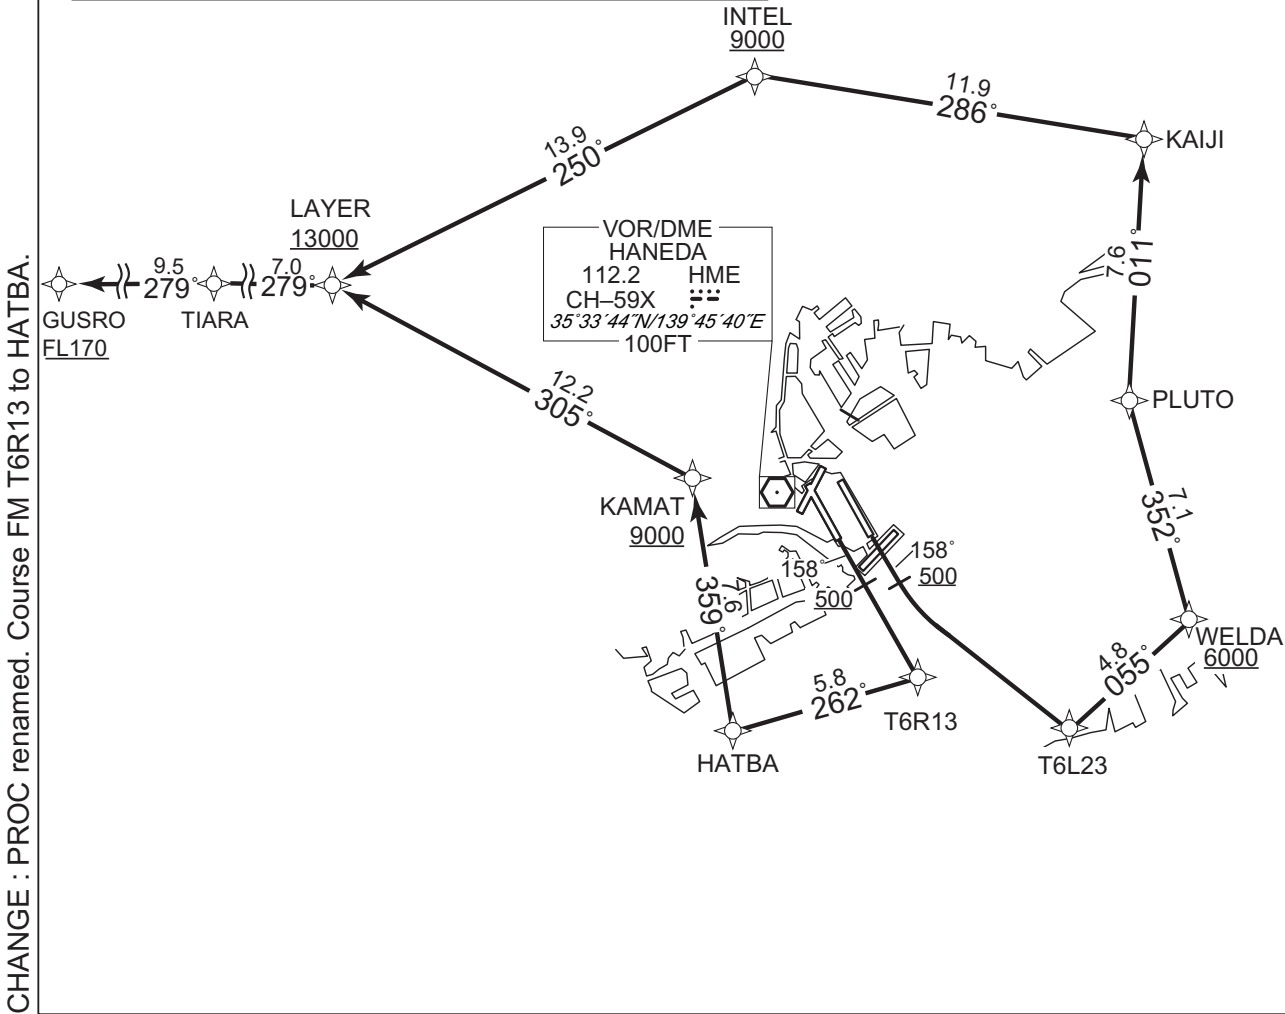 INTEL
9000
11.9
286°
KAIJI
13.9
250°
LAYER
13000
VOR/DME
HANEDA
112.2 HME
CH–59X
35°33´44˝N/139°45´40˝E
100FT
7.6
011°
9.5
279°
7.0
279°
GUSRO
FL170
TIARA
12.2
305°
PLUTO
KAMAT
9000
7.1
352°
158°
500
158°
500
7.6
359°
WELDA
6000
4.8
055°
5.8
262°
T6R13
HATBA
T6L23
CHANGE : PROC renamed. Course FM T6R13 to HATBA.